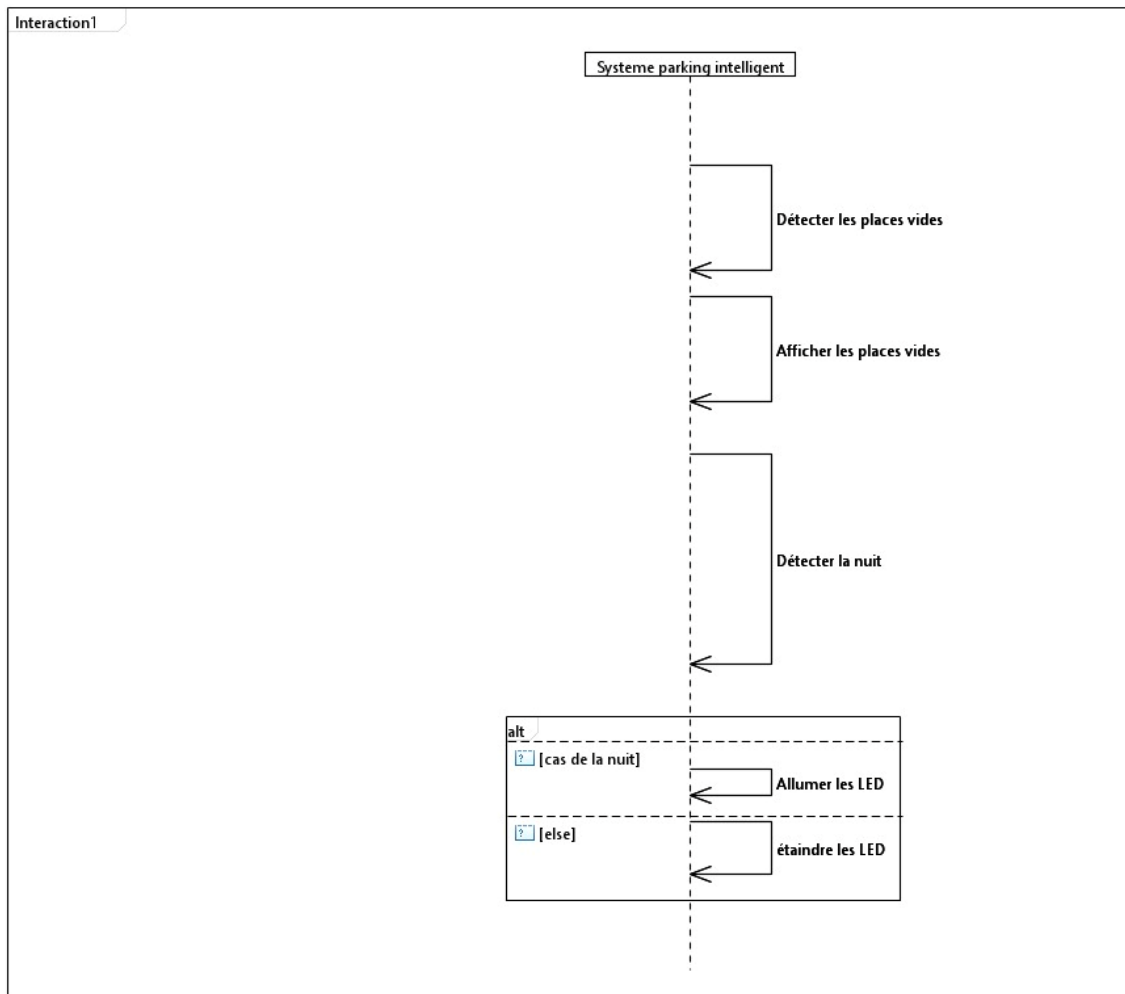 Interaction1
Systeme parking intelligent
Détecter les places vides
Afficher les places vides
Détecter la nuit
alt
[cas de la nuit]
Allumer les LED
[else]
étaindre les LED